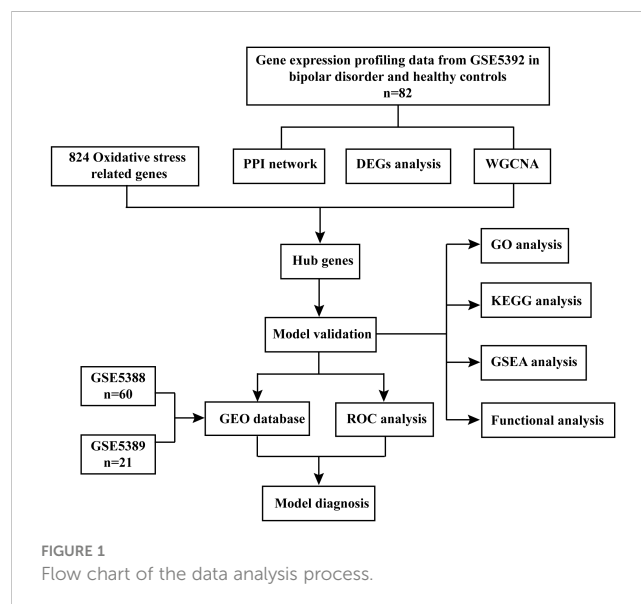 Gene expression profiling data from GSE5392 in
bipolar disorder and healthy controls
n=82
824 Oxidative stress
related genes
PPI network
DEGs analysis
WGCNA
Hub genes
GO analysis
KEGG analysis
Model validation
GSEA analysis
Functional analysis
GSE5388
n=60
GSE5389
n=21
GEO database
ROC analysis
Model diagnosis
FIGURE 1
Flow chart of the data analysis process.